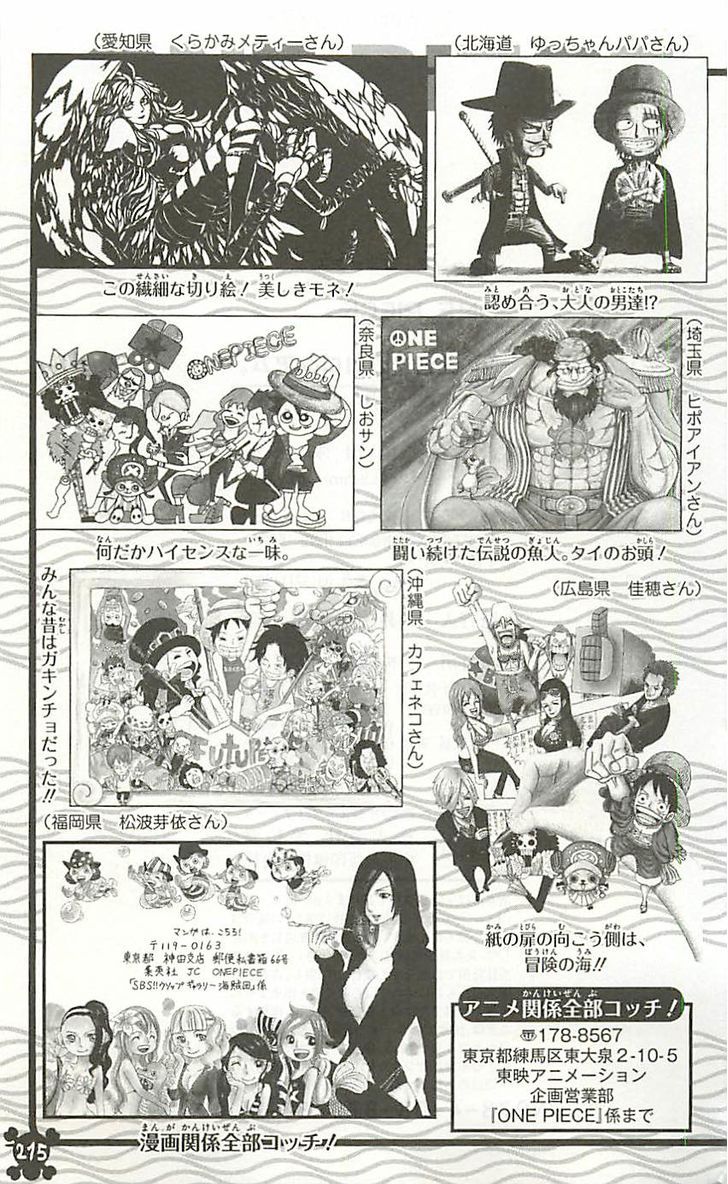 (愛知県　くらかみメティーさん)
(北海道　ゆっちゃんパパさん)
この繊細な切り絵！美しきモネ！
認め合う、大人の男達!?
ONEPIECE
(奈良県　しおサン)
何だかハイセンスな一味。
ONE
PIECE
(埼玉県　ヒポアイアンさん)
闘い続けた伝説の魚人。タイのお頭！
みんな昔はガキンチョだった!!
Future
(沖縄県　カフェネコさん)
(広島県　佳穂さん)
紙の扉の向こう側は、
冒険の海!!
(福岡県　松波芽依さん)
マンガは、こちら!
〒119-0163
東京都 神田支店 郵便私書箱66号
集英社 JC ONEPIECE
「SBS!!ウソップギャラリー海賊団」係
漫画関係全部コッチ!!
アニメ関係全部コッチ！
〒178-8567
東京都練馬区東大泉2-10-5
東映アニメーション
企画営業部
『ONE PIECE』係まで
215